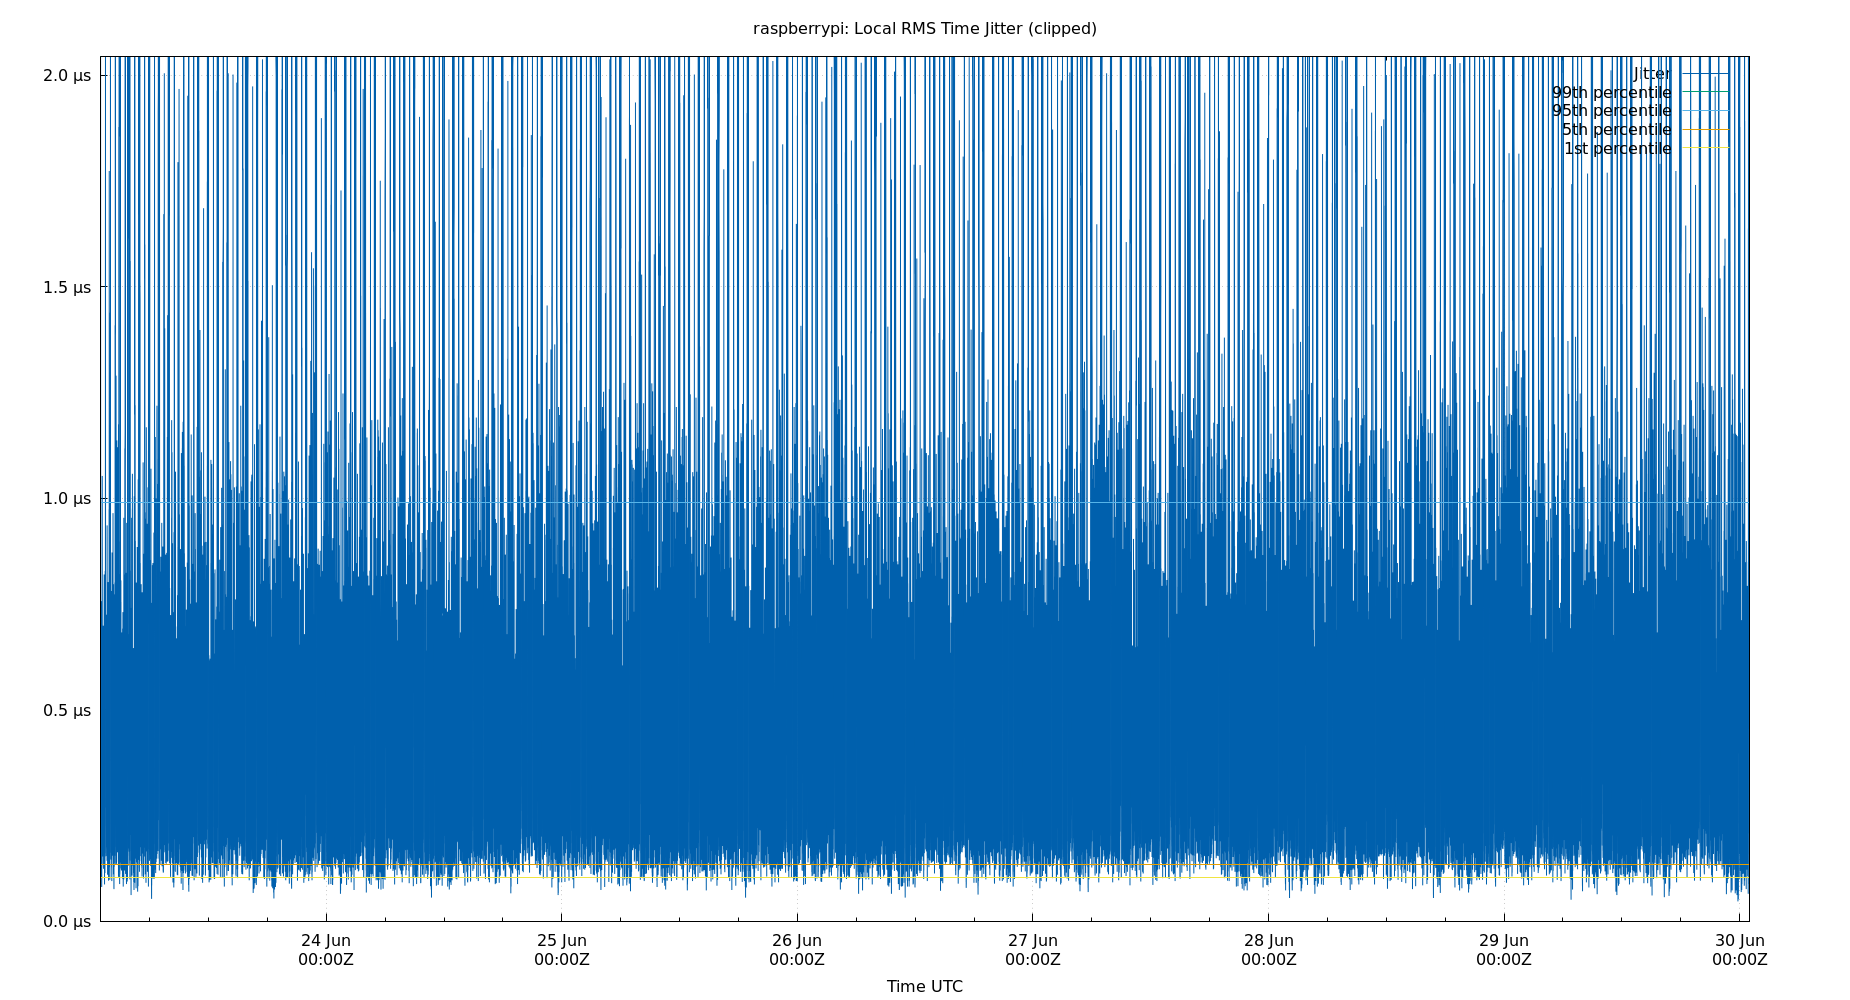 raspberrypi: Local RMS Time Jitter (clipped)
2.0 µs
1.5 µs
1.0 µs
0.5 µs
0.0 µs
Jitter
99th percentile
95th percentile
5th percentile
1st percentile
24 Jun
00:00Z
25 Jun
00:00Z
26 Jun
00:00Z
27 Jun
00:00Z
28 Jun
00:00Z
29 Jun
00:00Z
30 Jun
00:00Z
Time UTC